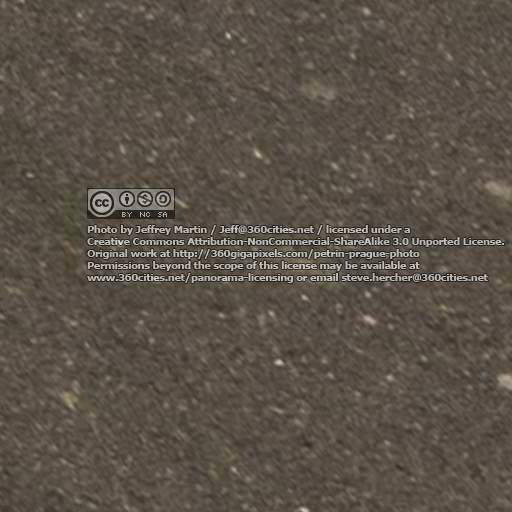 cc
BY NC SA
Photo by Jeffrey Martin / Jeff@360cities.net / licensed under a
Creative Commons Attribution-NonCommercial-ShareAlike 3.0 Unported License.
Original work at http://360gigapixels.com/petrin-prague-photo
Permissions beyond the scope of this license may be available at
www.360cities.net/panorama-licensing or email steve.hercher@360cities.net